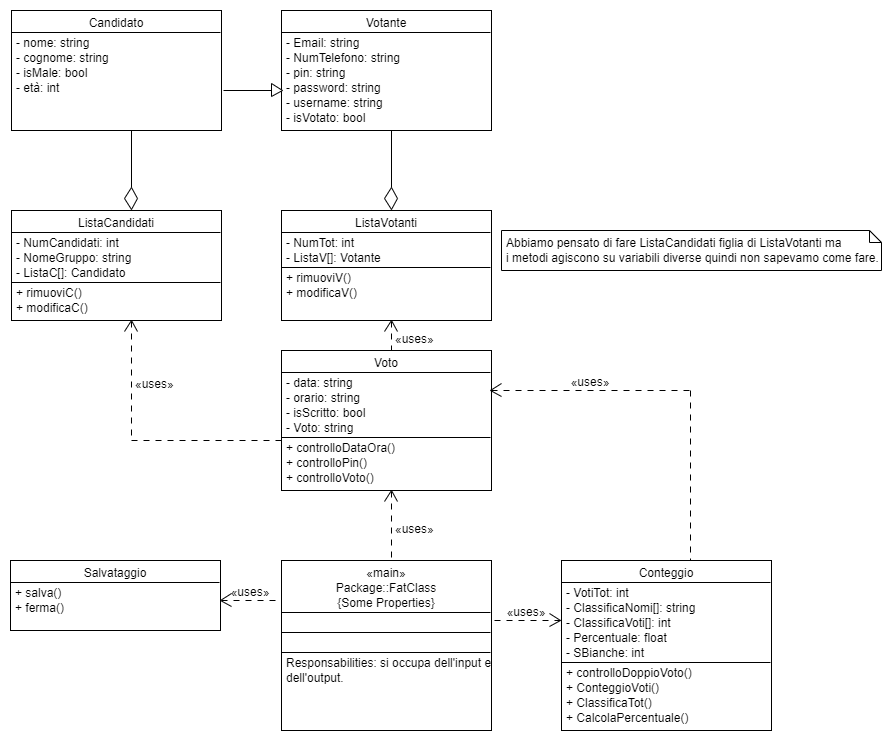 Candidato
- nome: string
- cognome: string
- isMale: bool
- età: int
Votante
- Email: string
- NumTelefono: string
- pin: string
- password: string
- username: string
- isVotato: bool
ListaCandidati
- NumCandidati: int
- NomeGruppo: string
- ListaC[]: Candidato
+ rimuoviC()
+ modificaC()
ListaVotanti
- NumTot: int
- ListaV[]: Votante
+ rimuoviV()
+ modificaV()
Abbiamo pensato di fare ListaCandidati figlia di ListaVotanti ma
i metodi agiscono su variabili diverse quindi non sapevamo come fare.
«uses»
«uses»
«uses»
Voto
- data: string
- orario: string
- isScritto: bool
- Voto: string
+ controlloDataOra()
+ controlloPin()
+ controlloVoto()
«uses»
Salvataggio
+ salva()
+ ferma()
«uses»
«main»
Package::FatClass
{Some Properties}
Responsabilities: si occupa dell'input e
dell'output.
«uses»
Conteggio
- VotiTot: int
- ClassificaNomi[]: string
- ClassificaVoti[]: int
- Percentuale: float
- SBianche: int
+ controlloDoppioVoto()
+ ConteggioVoti()
+ ClassificaTot()
+ CalcolaPercentuale()